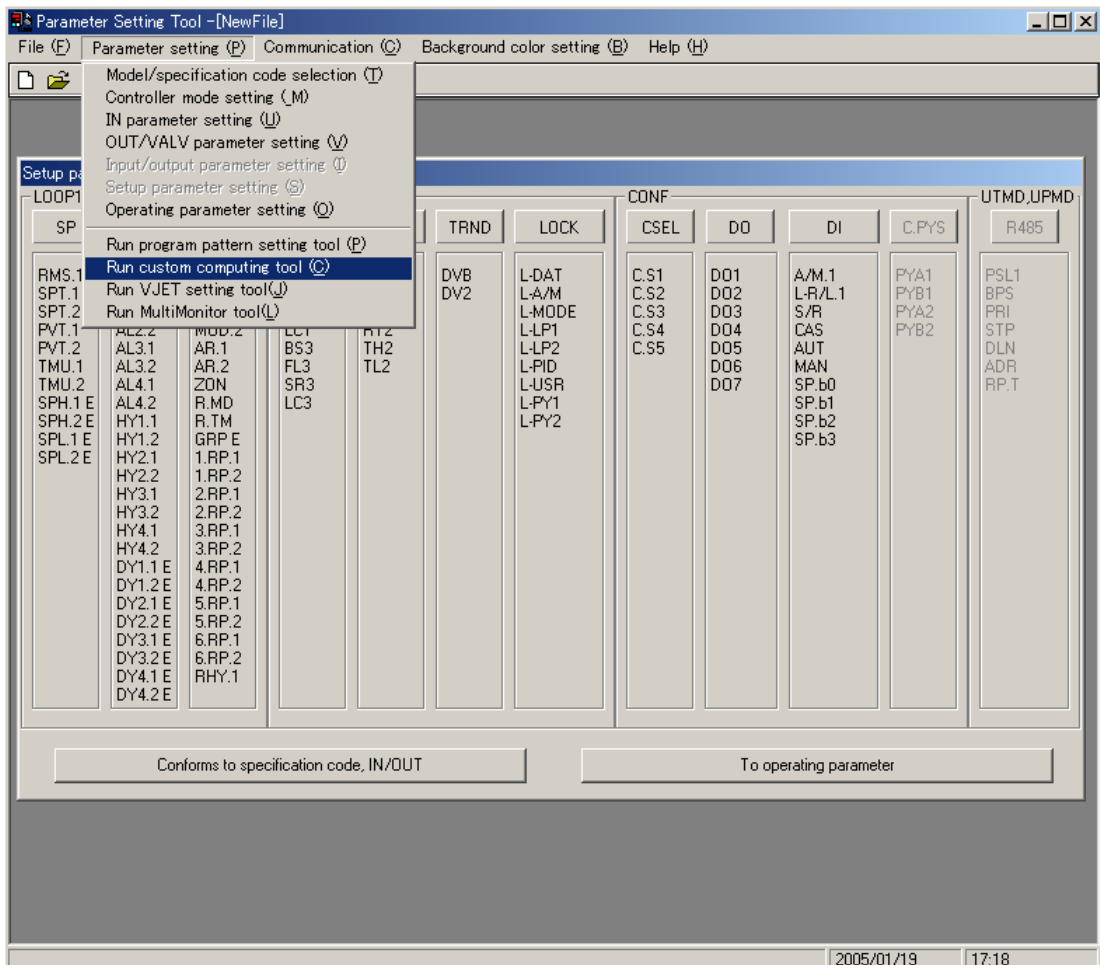 Parameter Setting Tool -[NewFile]
File (F) Parameter setting (P) Communication (C) Background color setting (B) Help (H)
Model/specification code selection (T)
Controller mode setting (_M)
IN parameter setting (U)
OUT/VALV parameter setting (V)
Input/output parameter setting (I)
Setup parameter setting (S)
Operating parameter setting (O)
Run program pattern setting tool (P)
Run custom computing tool (C)
Run VJET setting tool(J)
Run MultiMonitor tool(L)
Setup pa
LOOP1
CONF
UTMD,UPMD
SP
TRND
LOCK
CSEL
DO
DI
C.PYS
R485
RMS.1
SPT.1
SPT.2
PVT.1
PVT.2
TMU.1
TMU.2
SPH.1 E
SPH.2 E
SPL.1 E
SPL.2 E
AL2.2
AL3.1
AL3.2
AL4.1
AL4.2
HY1.1
HY1.2
HY2.1
HY2.2
HY3.1
HY3.2
HY4.1
HY4.2
DY1.1 E
DY1.2 E
DY2.1 E
DY2.2 E
DY3.1 E
DY3.2 E
DY4.1 E
DY4.2 E
MOD.2
AR.1
AR.2
ZON
R.MD
R.TM
GRP E
1.RP.1
1.RP.2
2.RP.1
2.RP.2
3.RP.1
3.RP.2
4.RP.1
4.RP.2
5.RP.1
5.RP.2
6.RP.1
6.RP.2
RHY.1
LC1
BS3
FL3
SR3
LC3
RT2
TH2
TL2
DVB
DV2
L-DAT
L-A/M
L-MODE
L-LP1
L-LP2
L-PID
L-USR
L-PY1
L-PY2
C.S1
C.S2
C.S3
C.S4
C.S5
DO1
DO2
DO3
DO4
DO5
DO6
DO7
A/M.1
L-R/L.1
S/R
CAS
AUT
MAN
SP.b0
SP.b1
SP.b2
SP.b3
PYA1
PYB1
PYA2
PYB2
PSL1
BPS
PRI
STP
DLN
ADR
RP.T
Conforms to specification code, IN/OUT
To operating parameter
2005/01/19 17:18